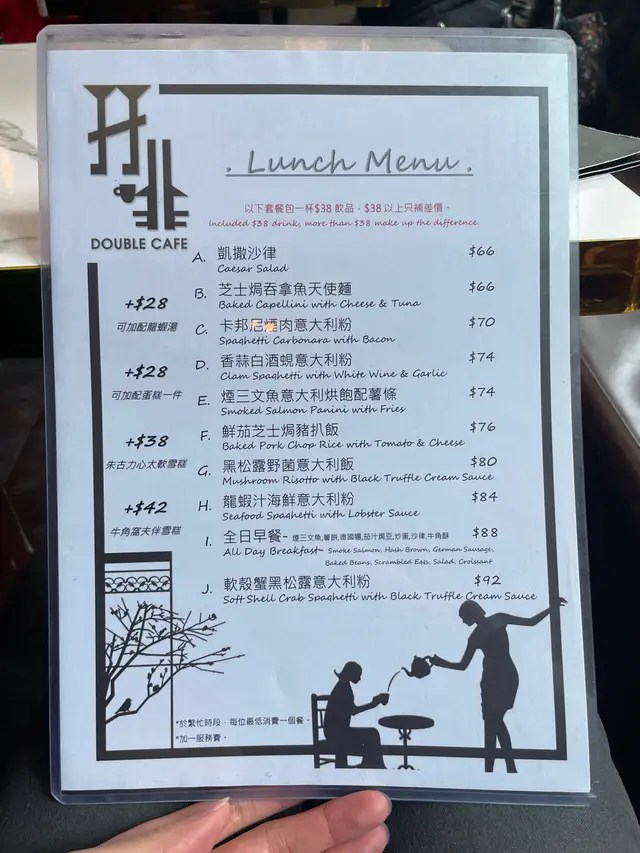 DOUBLE CAFE
. Lunch Menu .
以下套餐包一杯$38 飲品，$38 以上只補差價。
Included $38 drink, more than $38 make up the difference.
A. 凱撒沙律 $66
Caesar Salad
B. 芝士焗吞拿魚天使麵 $66
Baked Capellini with Cheese & Tuna
C. 卡邦尼煙肉意大利粉 $70
Spaghetti Carbonara with Bacon
D. 香蒜白酒蜆意大利粉 $74
Clam Spaghetti with White Wine & Garlic
E. 煙三文魚意大利烘飽配薯條 $74
Smoked Salmon Panini with Fries
F. 鮮茄芝士焗豬扒飯 $76
Baked Pork Chop Rice with Tomato & Cheese
G. 黑松露野菌意大利飯 $80
Mushroom Risotto with Black Truffle Cream Sauce
H. 龍蝦汁海鮮意大利粉 $84
Seafood Spaghetti with Lobster Sauce
I. 全日早餐- 煙三文魚,薯餅,德國腸,茄汁焗豆,炒蛋,沙律,牛角酥 $88
All Day Breakfast- Smoke Salmon, Hash Brown, German Sausage,
Baked Beans, Scrambled Eggs, Salad, Croissant
J. 軟殼蟹黑松露意大利粉 $92
Soft Shell Crab Spaghetti with Black Truffle Cream Sauce
+$28
可加配龍蝦湯
+$28
可加配蛋糕一件
+$38
朱古力心太軟雪糕
+$42
牛角窩夫伴雪糕
*於繁忙時段，每位最低消費一個餐。
*加一服務費。